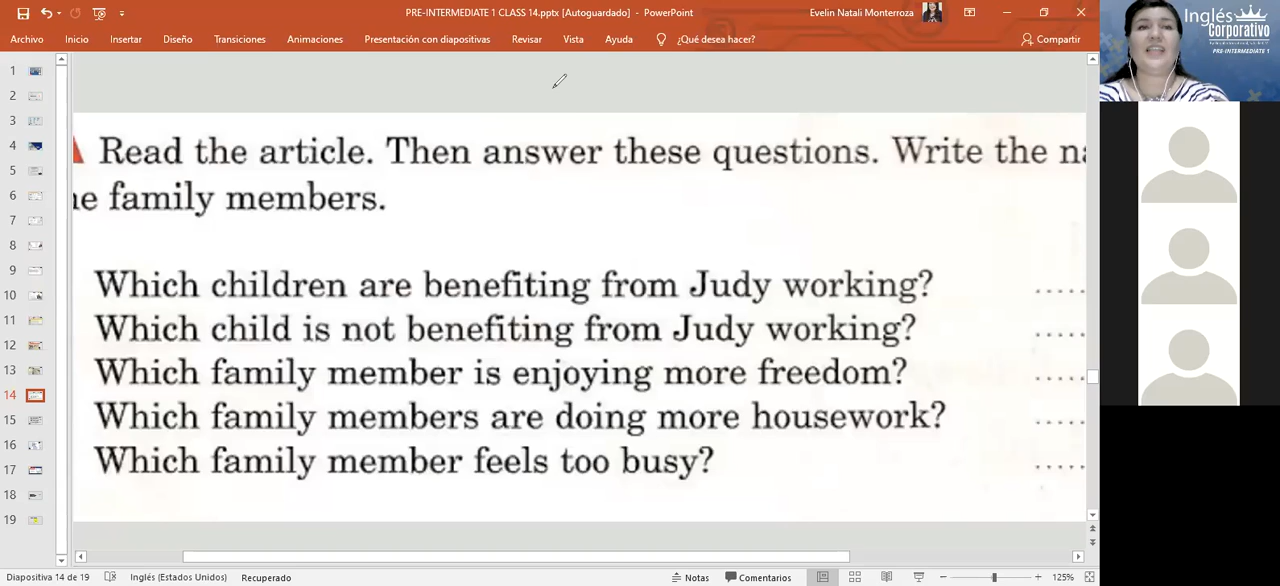 PRE-INTERMEDIATE 1 CLASS 14.pptx [Autoguardado] - PowerPoint
Evelin Natali Monterroza
Archivo Inicio Insertar Diseño Transiciones Animaciones Presentación con diapositivas Revisar Vista Ayuda ¿Qué desea hacer? Compartir
Inglés
Corporativo
PRE-INTERMEDIATE 1
1
2
3
4
5
6
7
8
9
10
11
12
13
14
15
16
17
18
19
Read the article. Then answer these questions. Write the na
e family members.
Which children are benefiting from Judy working? .....
Which child is not benefiting from Judy working? .....
Which family member is enjoying more freedom? .....
Which family members are doing more housework? .....
Which family member feels too busy? .....
Diapositiva 14 de 19 Inglés (Estados Unidos) Recuperado Notas Comentarios 125%